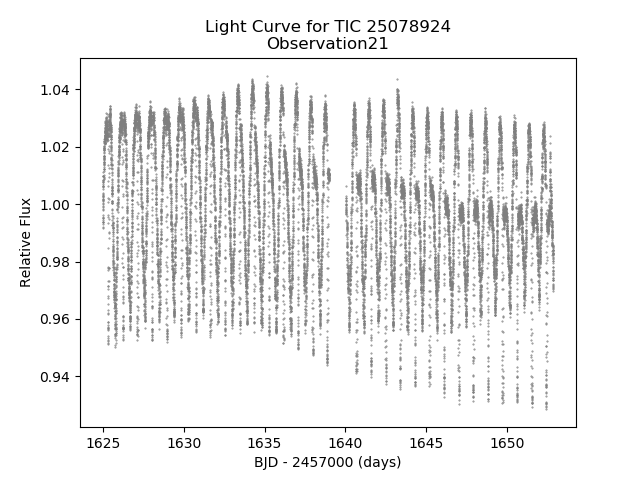 Light Curve for TIC 25078924
Observation21
Relative Flux
1.04
1.02
1.00
0.98
0.96
0.94
1625 1630 1635 1640 1645 1650
BJD - 2457000 (days)